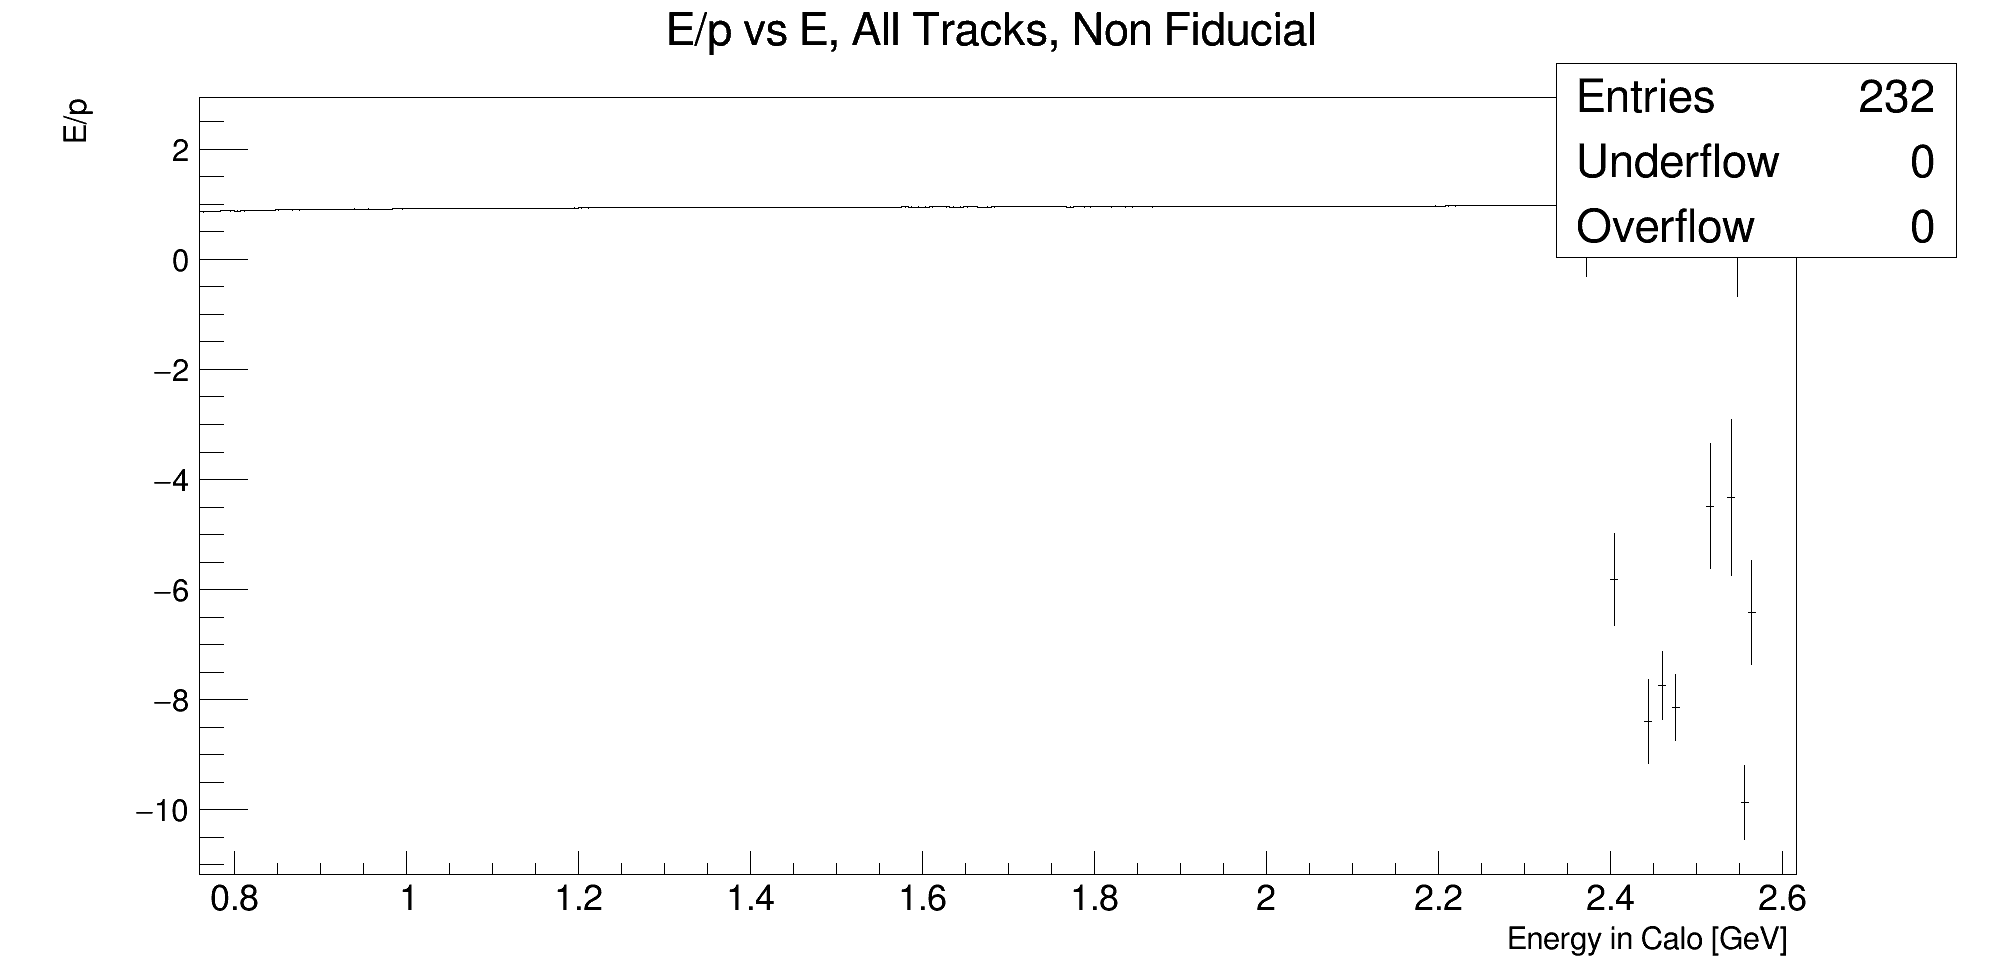 E/p vs E, All Tracks, Non Fiducial
Entries 232
Underflow 0
Overflow 0
E/p
2
0
−2
−4
−6
−8
−10
0.8 1 1.2 1.4 1.6 1.8 2 2.2 2.4 2.6
Energy in Calo [GeV]